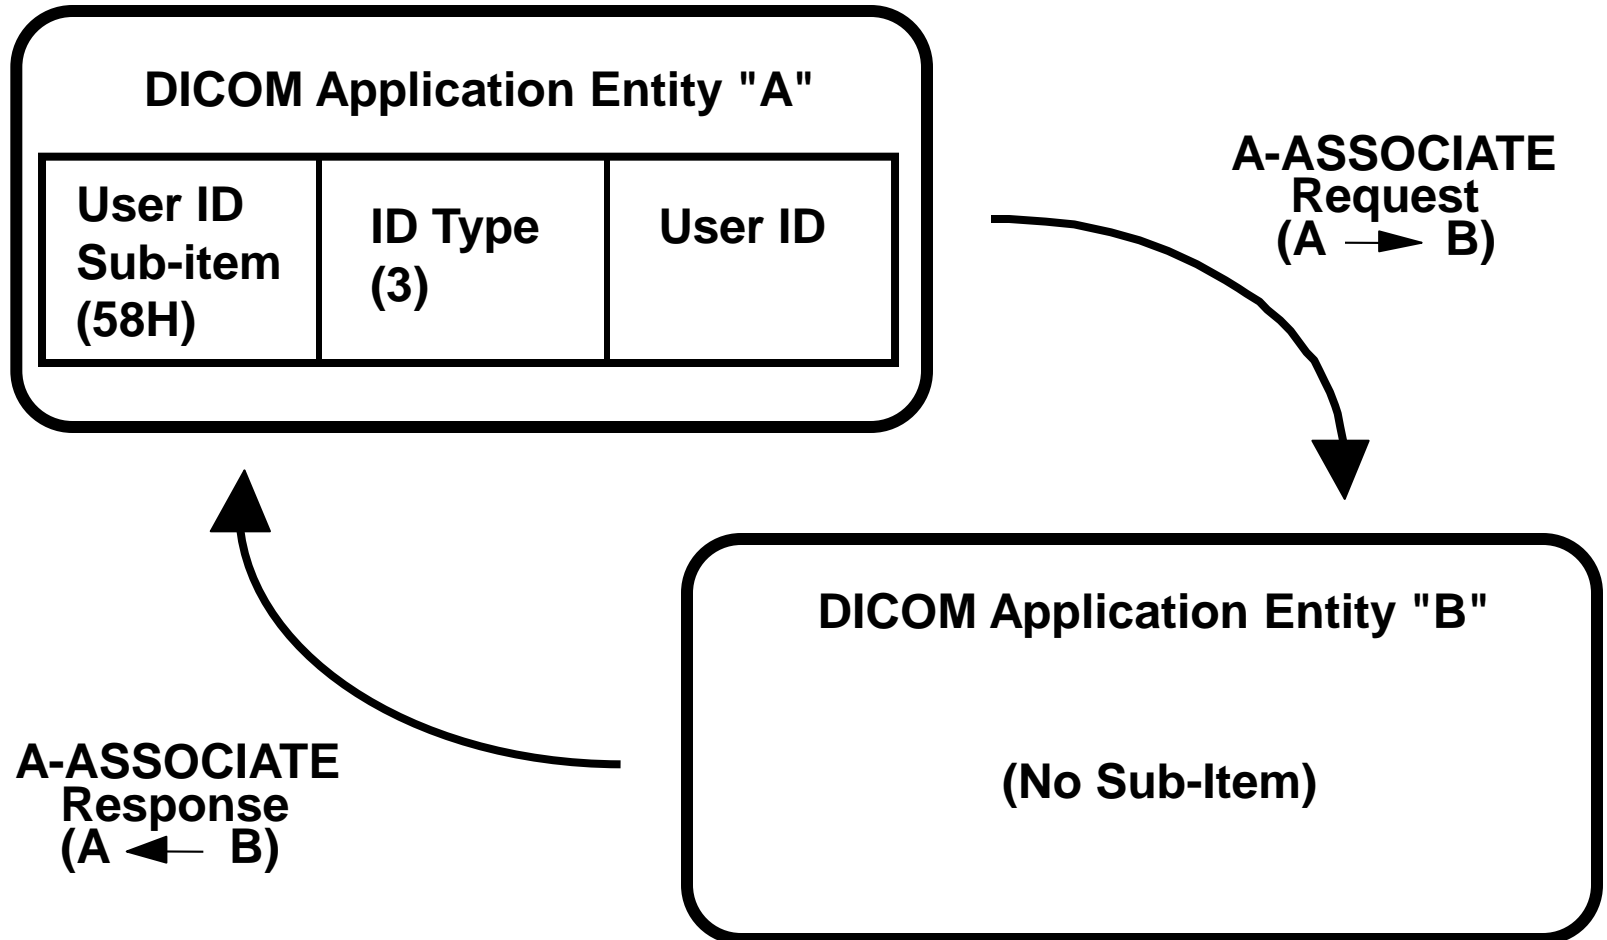 DICOM Application Entity "A"
User ID
Sub-item
(58H)
ID Type
(3)
User ID
A-ASSOCIATE
Request
(A B)
DICOM Application Entity "B"
(No Sub-Item)
A-ASSOCIATE
Response
(A B)